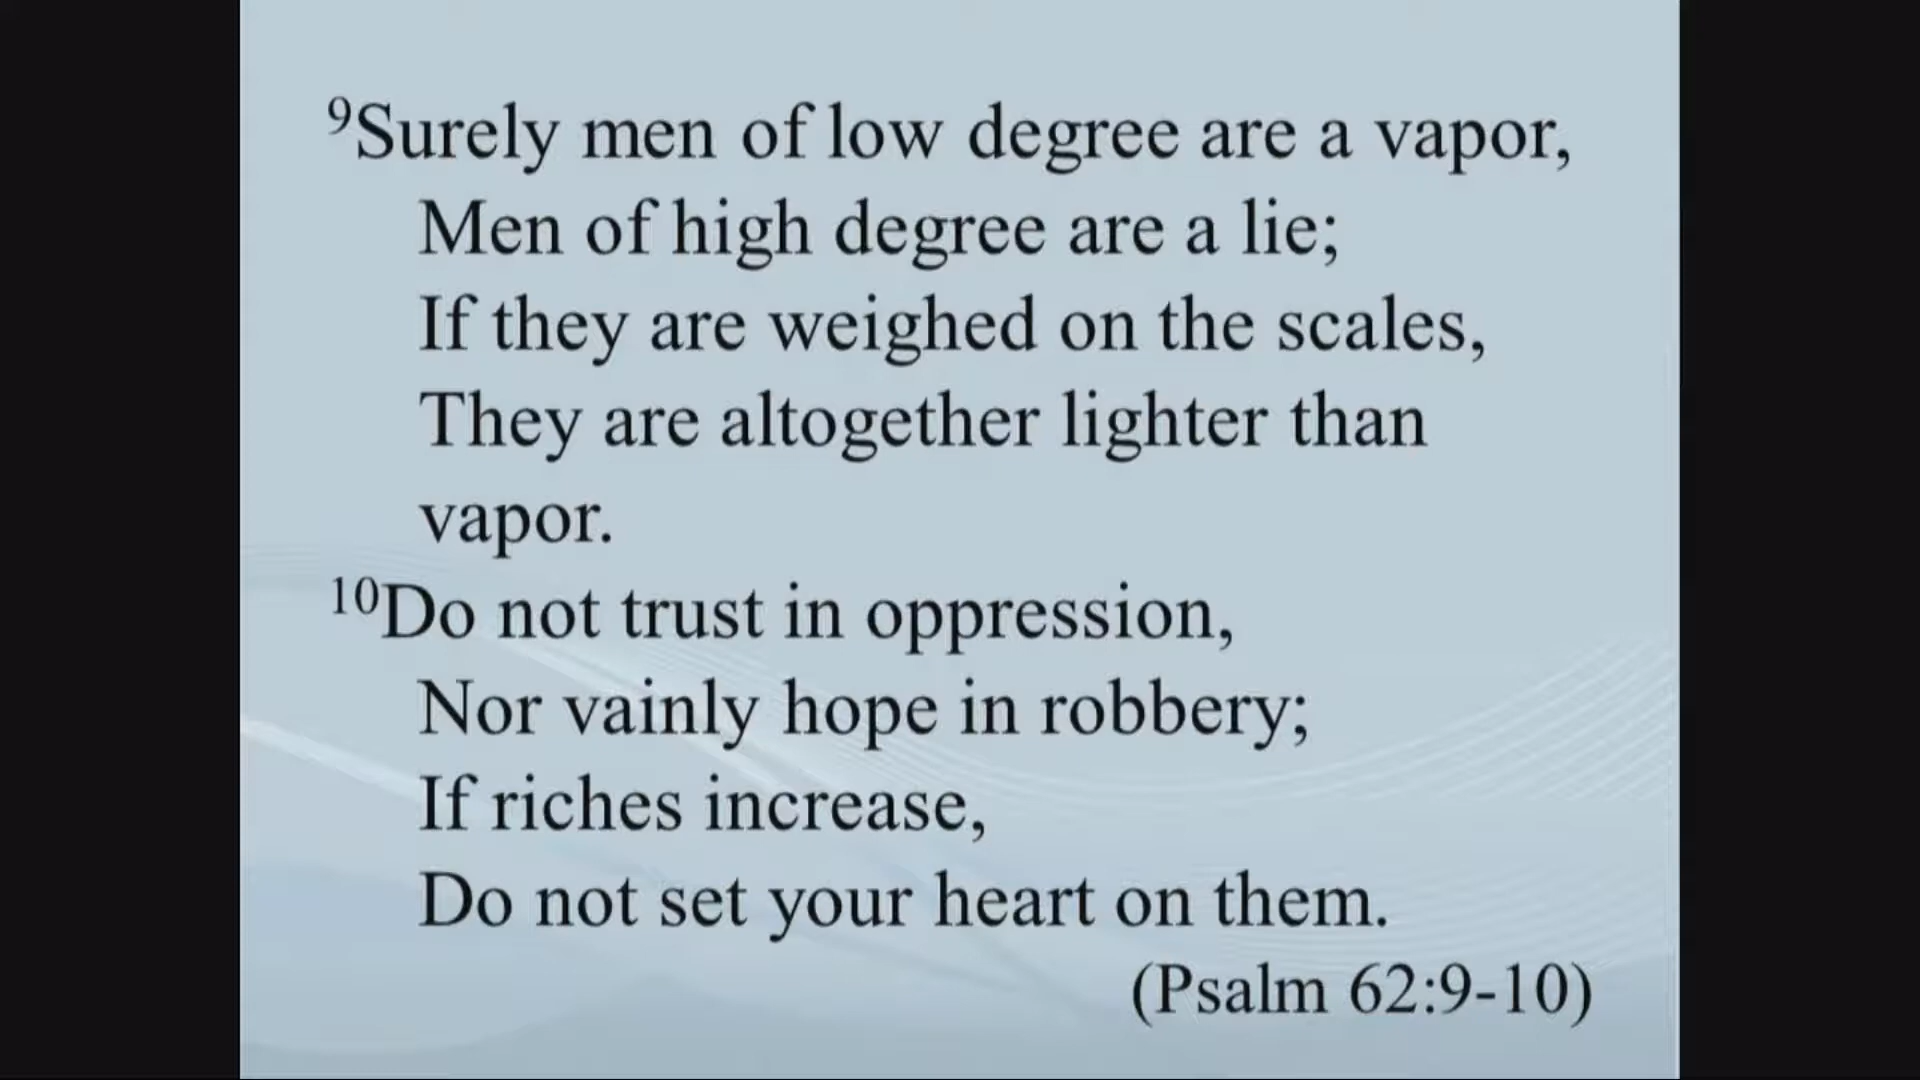 9Surely men of low degree are a vapor,
Men of high degree are a lie;
If they are weighed on the scales,
They are altogether lighter than
vapor.
10Do not trust in oppression,
Nor vainly hope in robbery;
If riches increase,
Do not set your heart on them.
(Psalm 62:9-10)